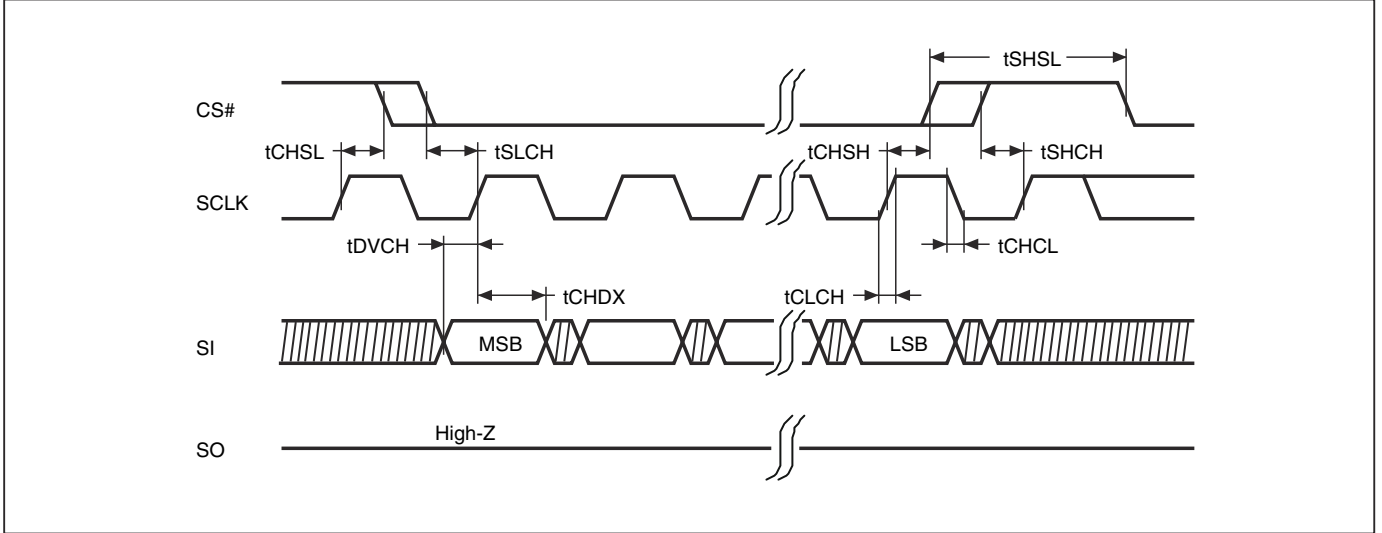 tSHSL
CS#
tCHSL
tSLCH
tCHSH
tSHCH
SCLK
tDVCH
tCHCL
tCHDX
tCLCH
SI
MSB
LSB
High-Z
SO